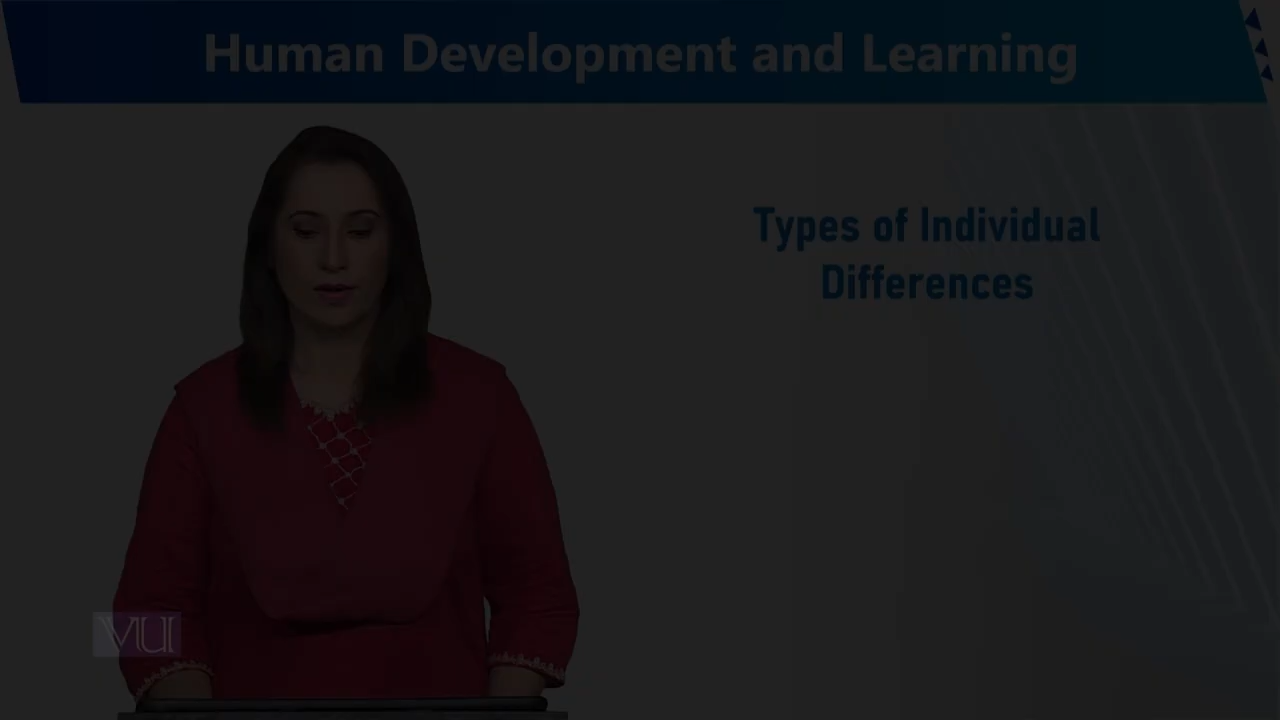 Human Development and Learning
Types of Individual
Differences
VU